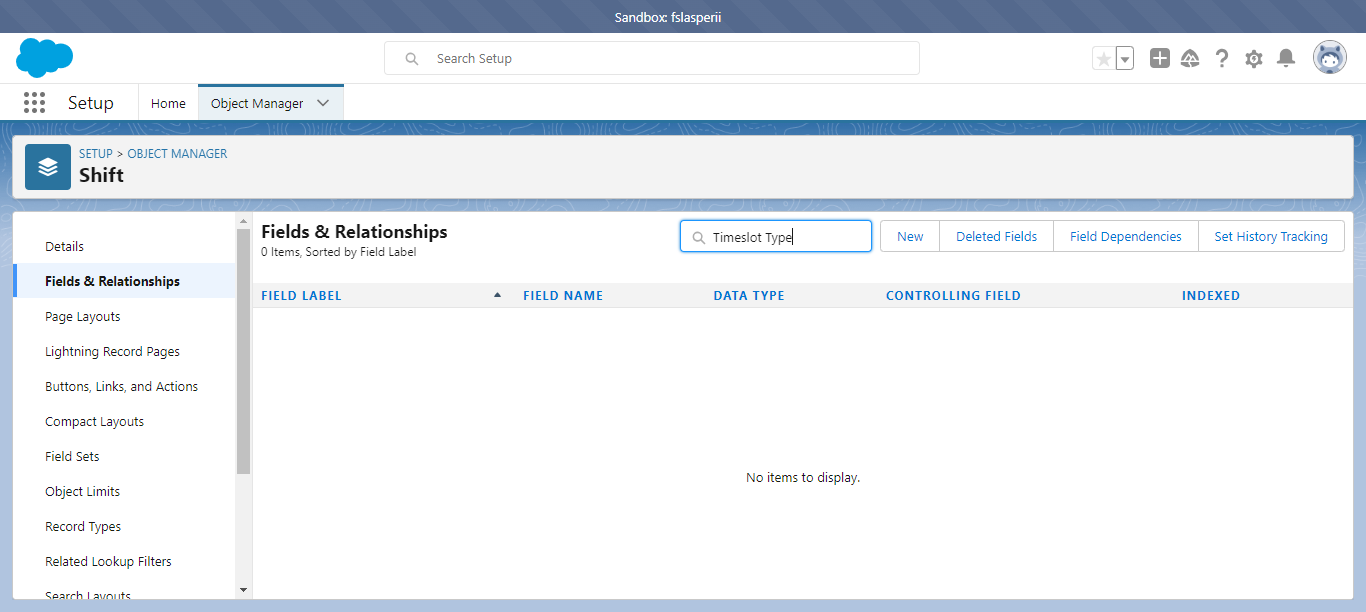 Sandbox: fslasperii
Search Setup
Setup
Home
Object Manager
SETUP > OBJECT MANAGER
Shift
Details
Fields & Relationships
Page Layouts
Lightning Record Pages
Buttons, Links, and Actions
Compact Layouts
Field Sets
Object Limits
Record Types
Related Lookup Filters
Search Layouts
Fields & Relationships
0 Items, Sorted by Field Label
Timeslot Type
New
Deleted Fields
Field Dependencies
Set History Tracking
FIELD LABEL
FIELD NAME
DATA TYPE
CONTROLLING FIELD
INDEXED
No items to display.